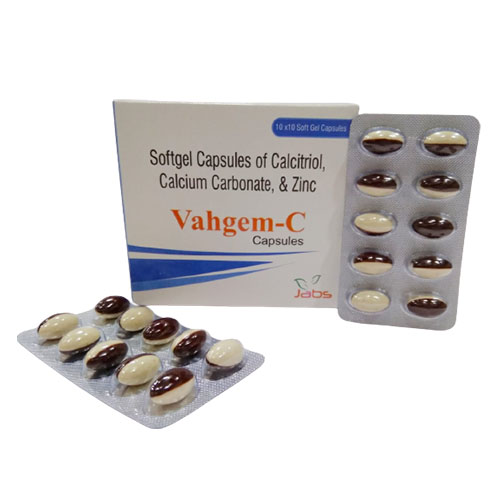 10 x10 Soft Gel Capsules
Softgel Capsules of Calcitriol,
Calcium Carbonate, & Zinc
Vahgem-C
Capsules
Jabs